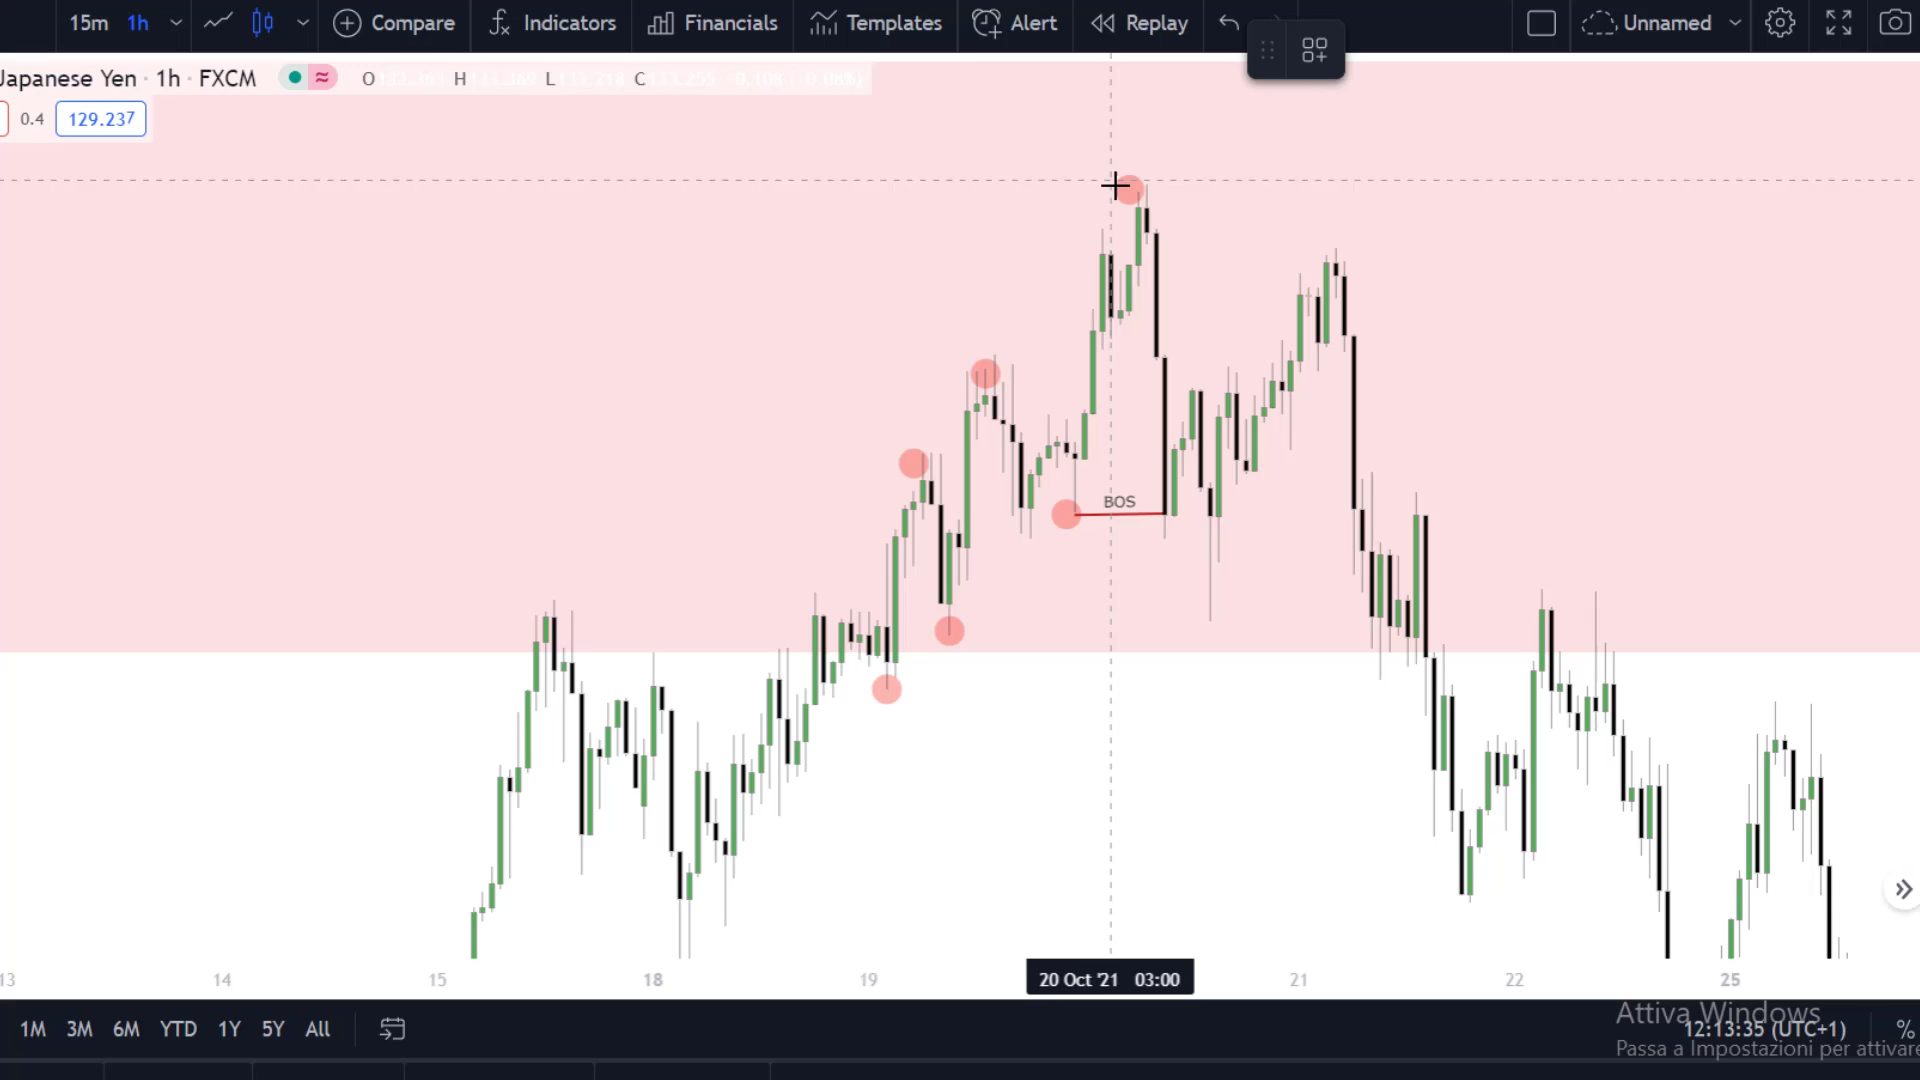 15m 1h Compare Indicators Financials Templates Alert Replay Unnamed
Japanese Yen · 1h · FXCM O H L C
0.4 129.237
BOS
13 14 15 18 19 20 Oct '21 03:00 21 22 25
1M 3M 6M YTD 1Y 5Y All 12:13:35 (UTC+1) %
Attiva Windows
Passa a Impostazioni per attivare